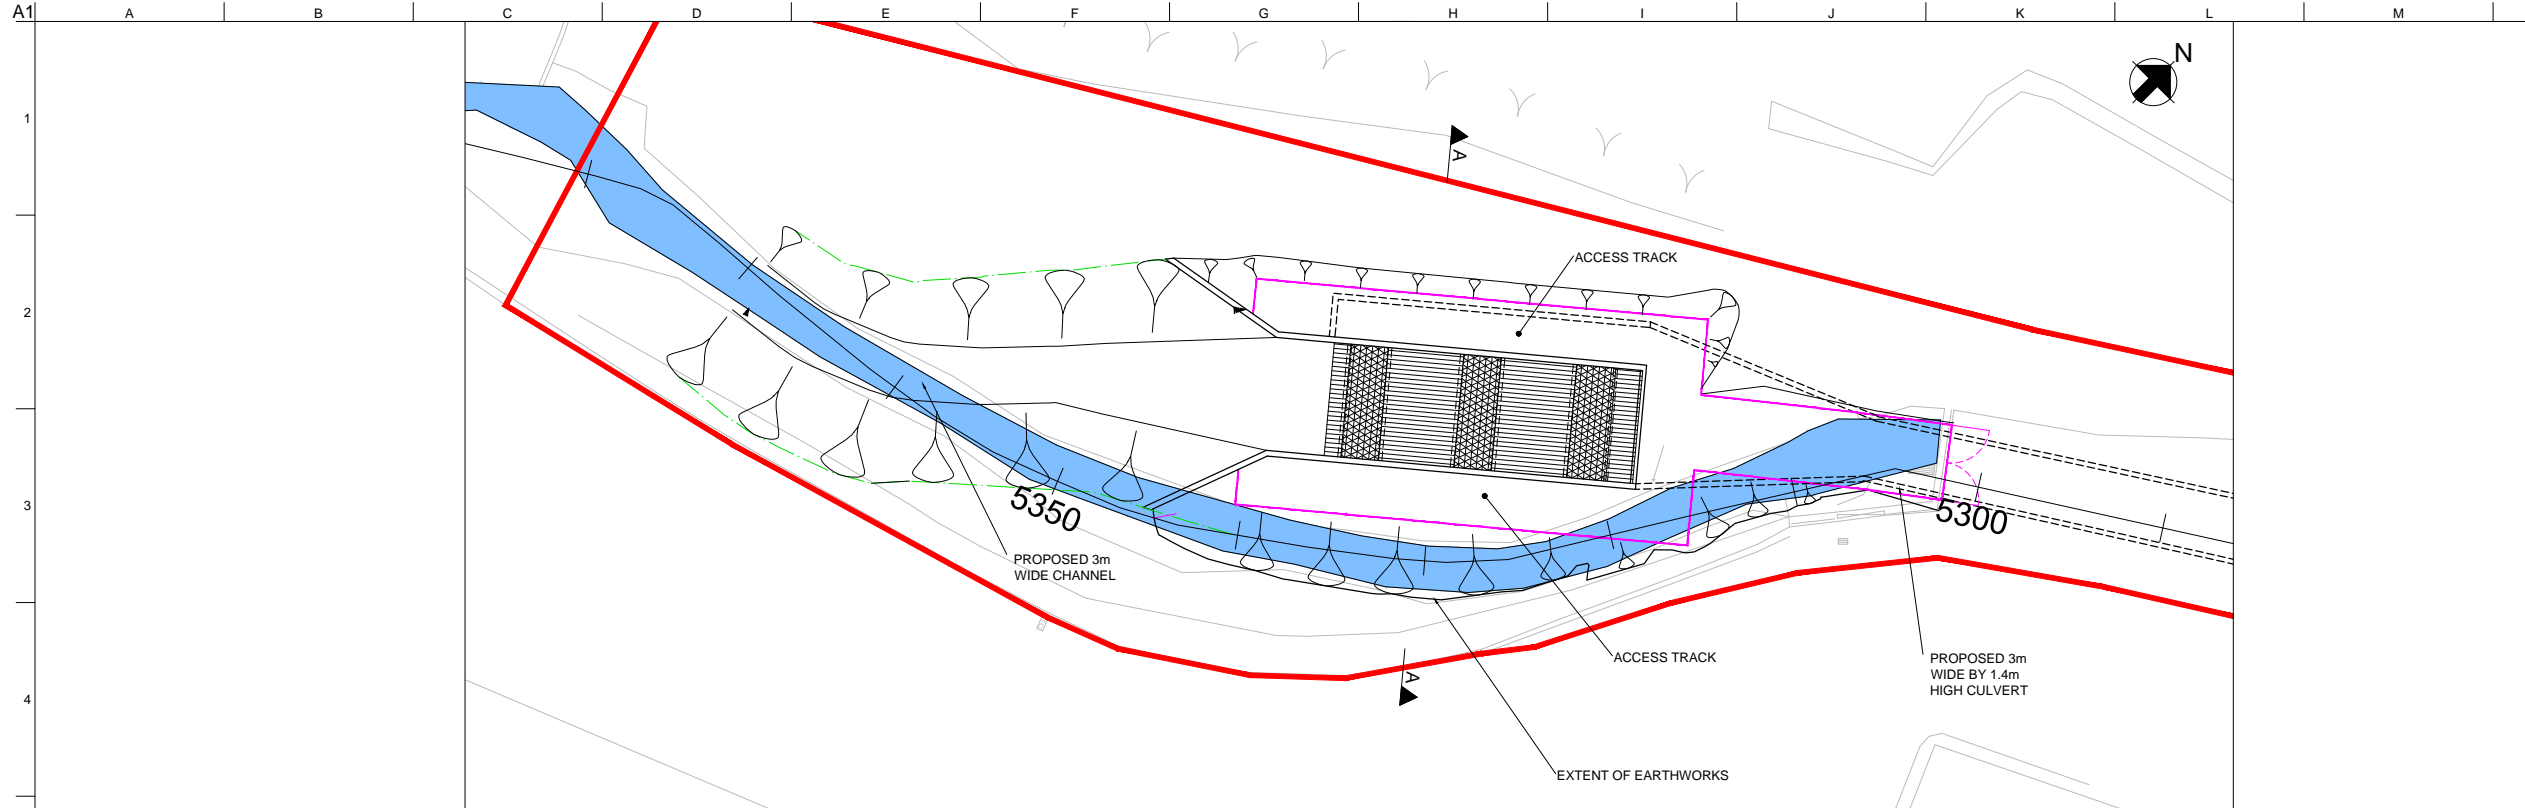 A1
A B C D E F G H I J K L M
N
1
A
ACCESS TRACK
2
5350
3
5300
PROPOSED 3m
WIDE CHANNEL
ACCESS TRACK
PROPOSED 3m
WIDE BY 1.4m
HIGH CULVERT
A
4
EXTENT OF EARTHWORKS